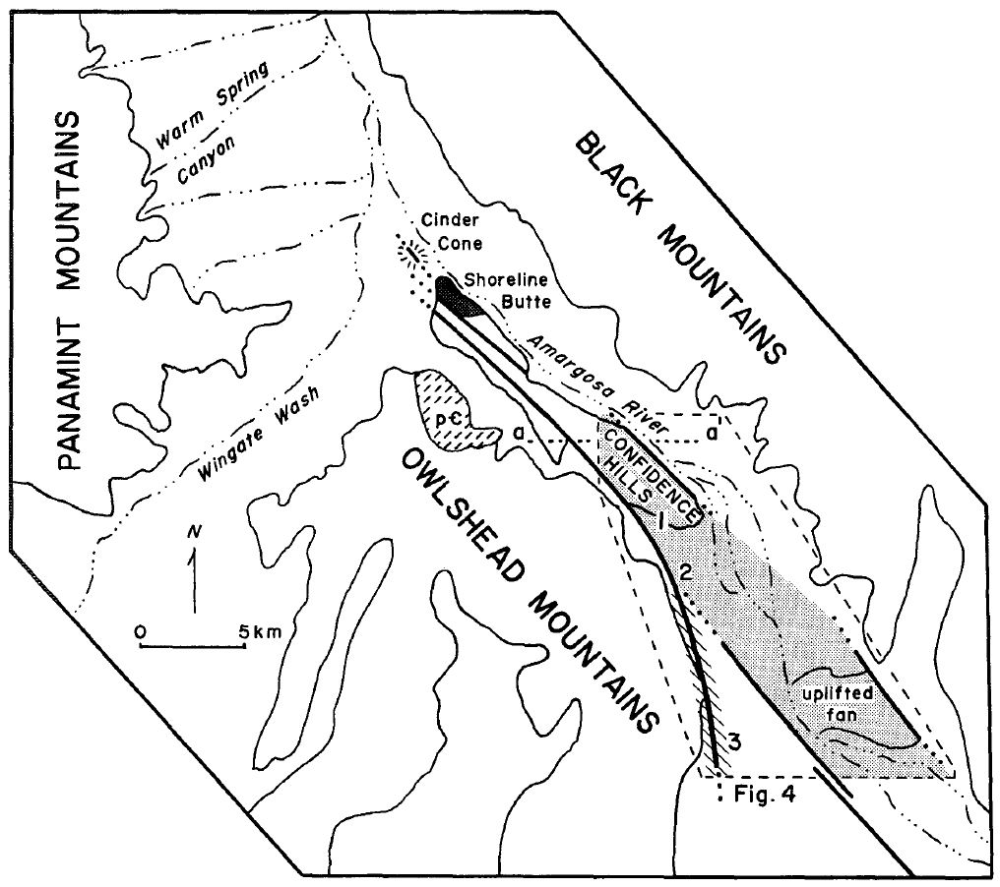 PANAMINT MOUNTAINS
Warm Spring
Canyon
BLACK MOUNTAINS
Cinder
Cone
Shoreline
Butte
Amargosa River
Wingate Wash
p-C
a
a'
CONFIDENCE
HILLS
1
OWLSHEAD MOUNTAINS
N
0 5km
2
uplifted
fan
3
Fig. 4